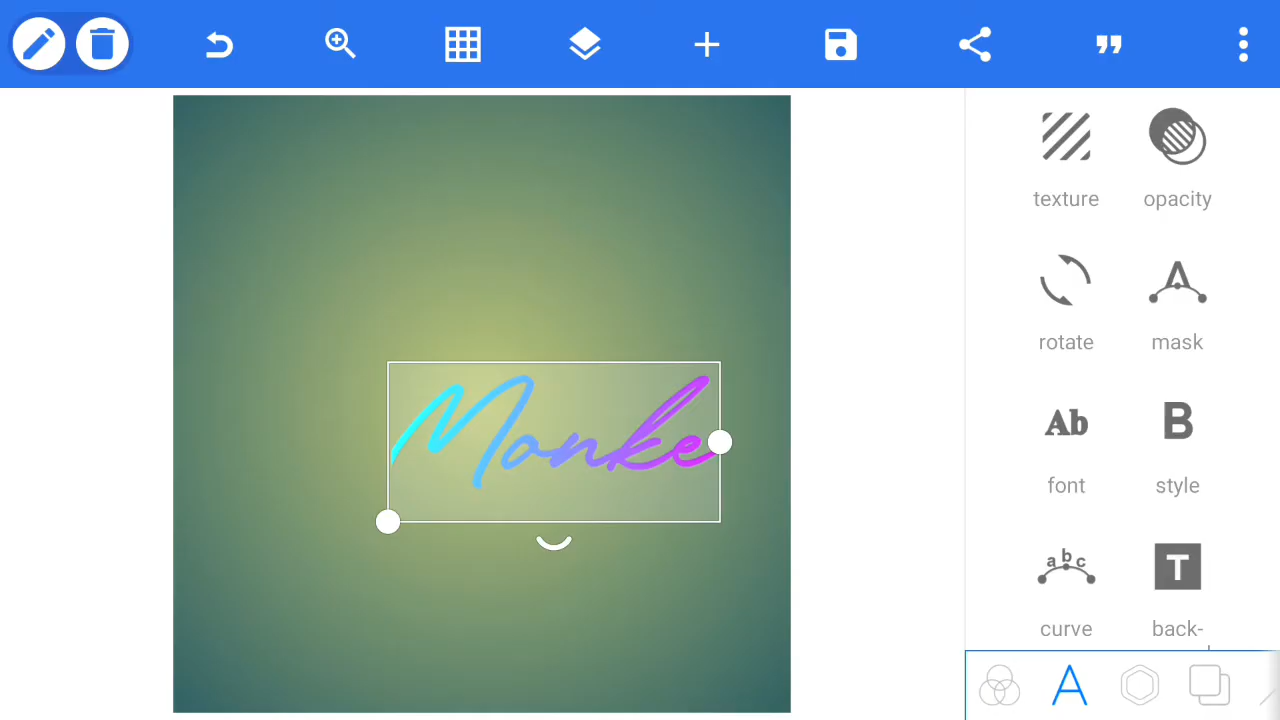 texture opacity
Monke
rotate mask
Ab B
font style
abc T
curve back-
A